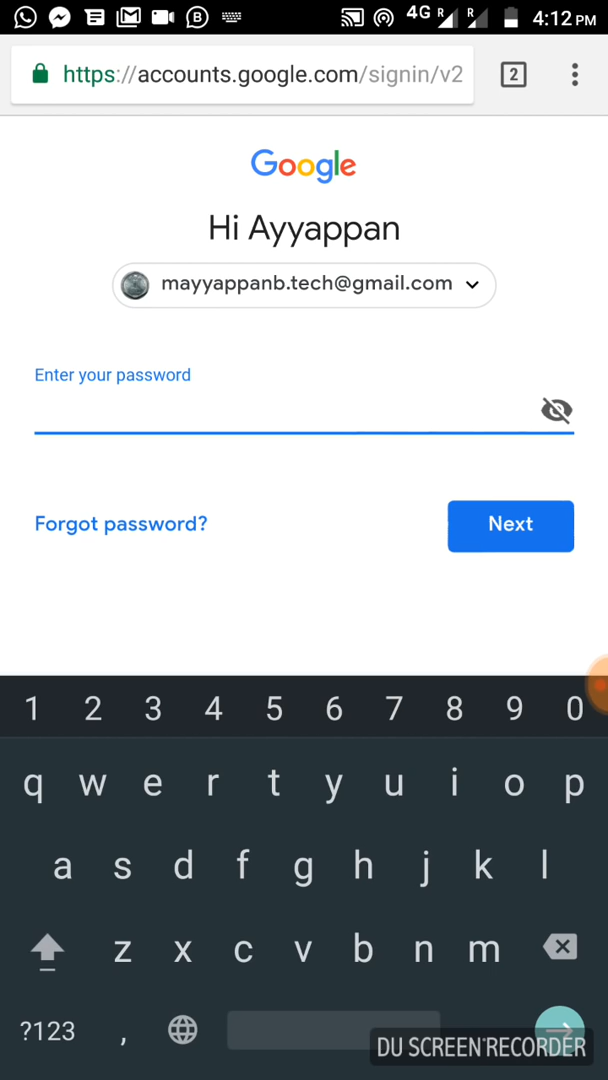 4G R R 4:12 PM
https://accounts.google.com/signin/v2 2
Google
Hi Ayyappan
mayyappanb.tech@gmail.com
Enter your password
Forgot password? Next
1 2 3 4 5 6 7 8 9 0
q w e r t y u i o p
a s d f g h j k l
z x c v b n m
?123 ,
DU SCREEN RECORDER